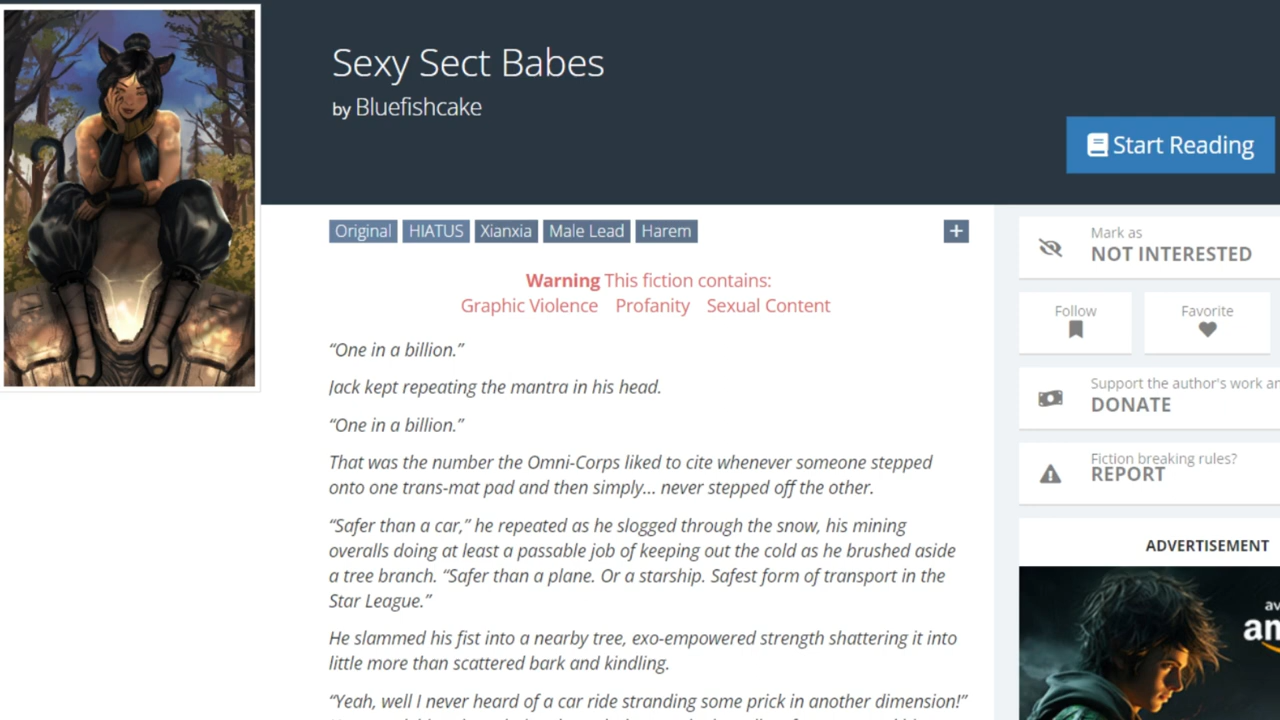 Sexy Sect Babes
by Bluefishcake
Start Reading
Original HIATUS Xianxia Male Lead Harem +
Warning This fiction contains:
Graphic Violence Profanity Sexual Content
“One in a billion.”
Jack kept repeating the mantra in his head.
“One in a billion.”
That was the number the Omni-Corps liked to cite whenever someone stepped
onto one trans-mat pad and then simply... never stepped off the other.
“Safer than a car,” he repeated as he slogged through the snow, his mining
overalls doing at least a passable job of keeping out the cold as he brushed aside
a tree branch. “Safer than a plane. Or a starship. Safest form of transport in the
Star League.”
He slammed his fist into a nearby tree, exo-empowered strength shattering it into
little more than scattered bark and kindling.
“Yeah, well I never heard of a car ride stranding some prick in another dimension!”
Mark as
NOT INTERESTED
Follow
Favorite
Support the author's work
DONATE
Fiction breaking rules?
REPORT
ADVERTISEMENT